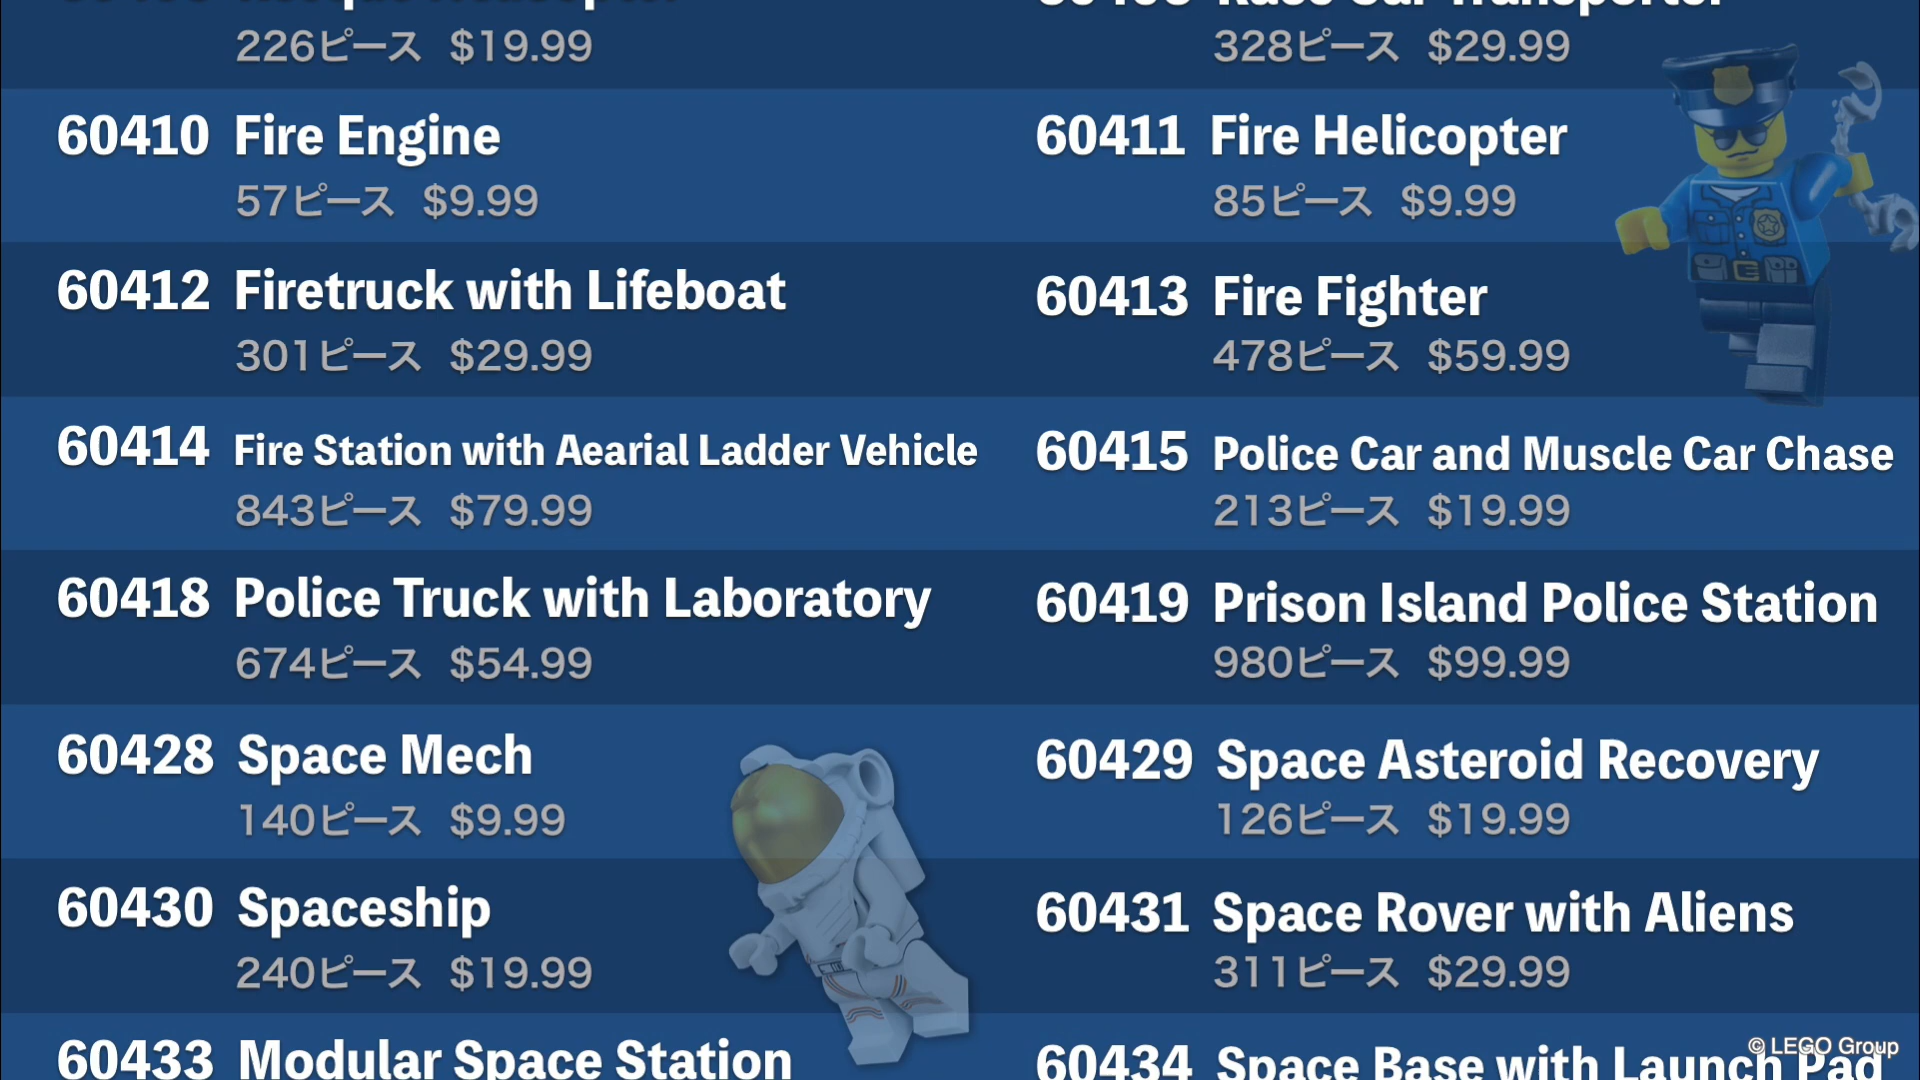 226ピース $19.99
328ピース $29.99
60410 Fire Engine
57ピース $9.99
60411 Fire Helicopter
85ピース $9.99
60412 Firetruck with Lifeboat
301ピース $29.99
60413 Fire Fighter
478ピース $59.99
60414 Fire Station with Aearial Ladder Vehicle
843ピース $79.99
60415 Police Car and Muscle Car Chase
213ピース $19.99
60418 Police Truck with Laboratory
674ピース $54.99
60419 Prison Island Police Station
980ピース $99.99
60428 Space Mech
140ピース $9.99
60429 Space Asteroid Recovery
126ピース $19.99
60430 Spaceship
240ピース $19.99
60431 Space Rover with Aliens
311ピース $29.99
60433 Modular Space Station
60434 Space Base with Launch Pad
© LEGO Group